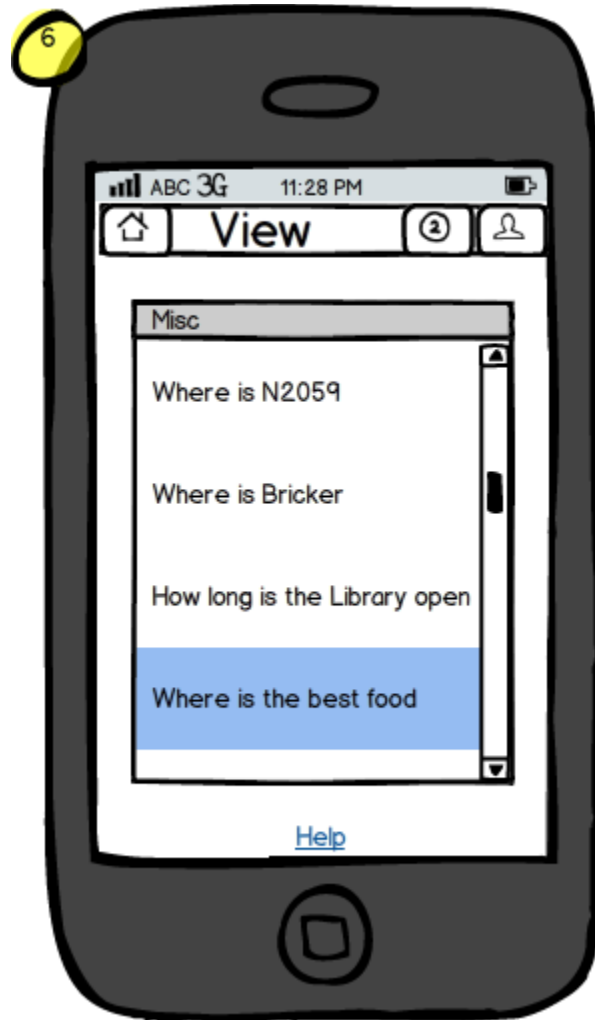 6
ABC 3G 11:28 PM
View 2
Misc
Where is N2059
Where is Bricker
How long is the Library open
Where is the best food
Help